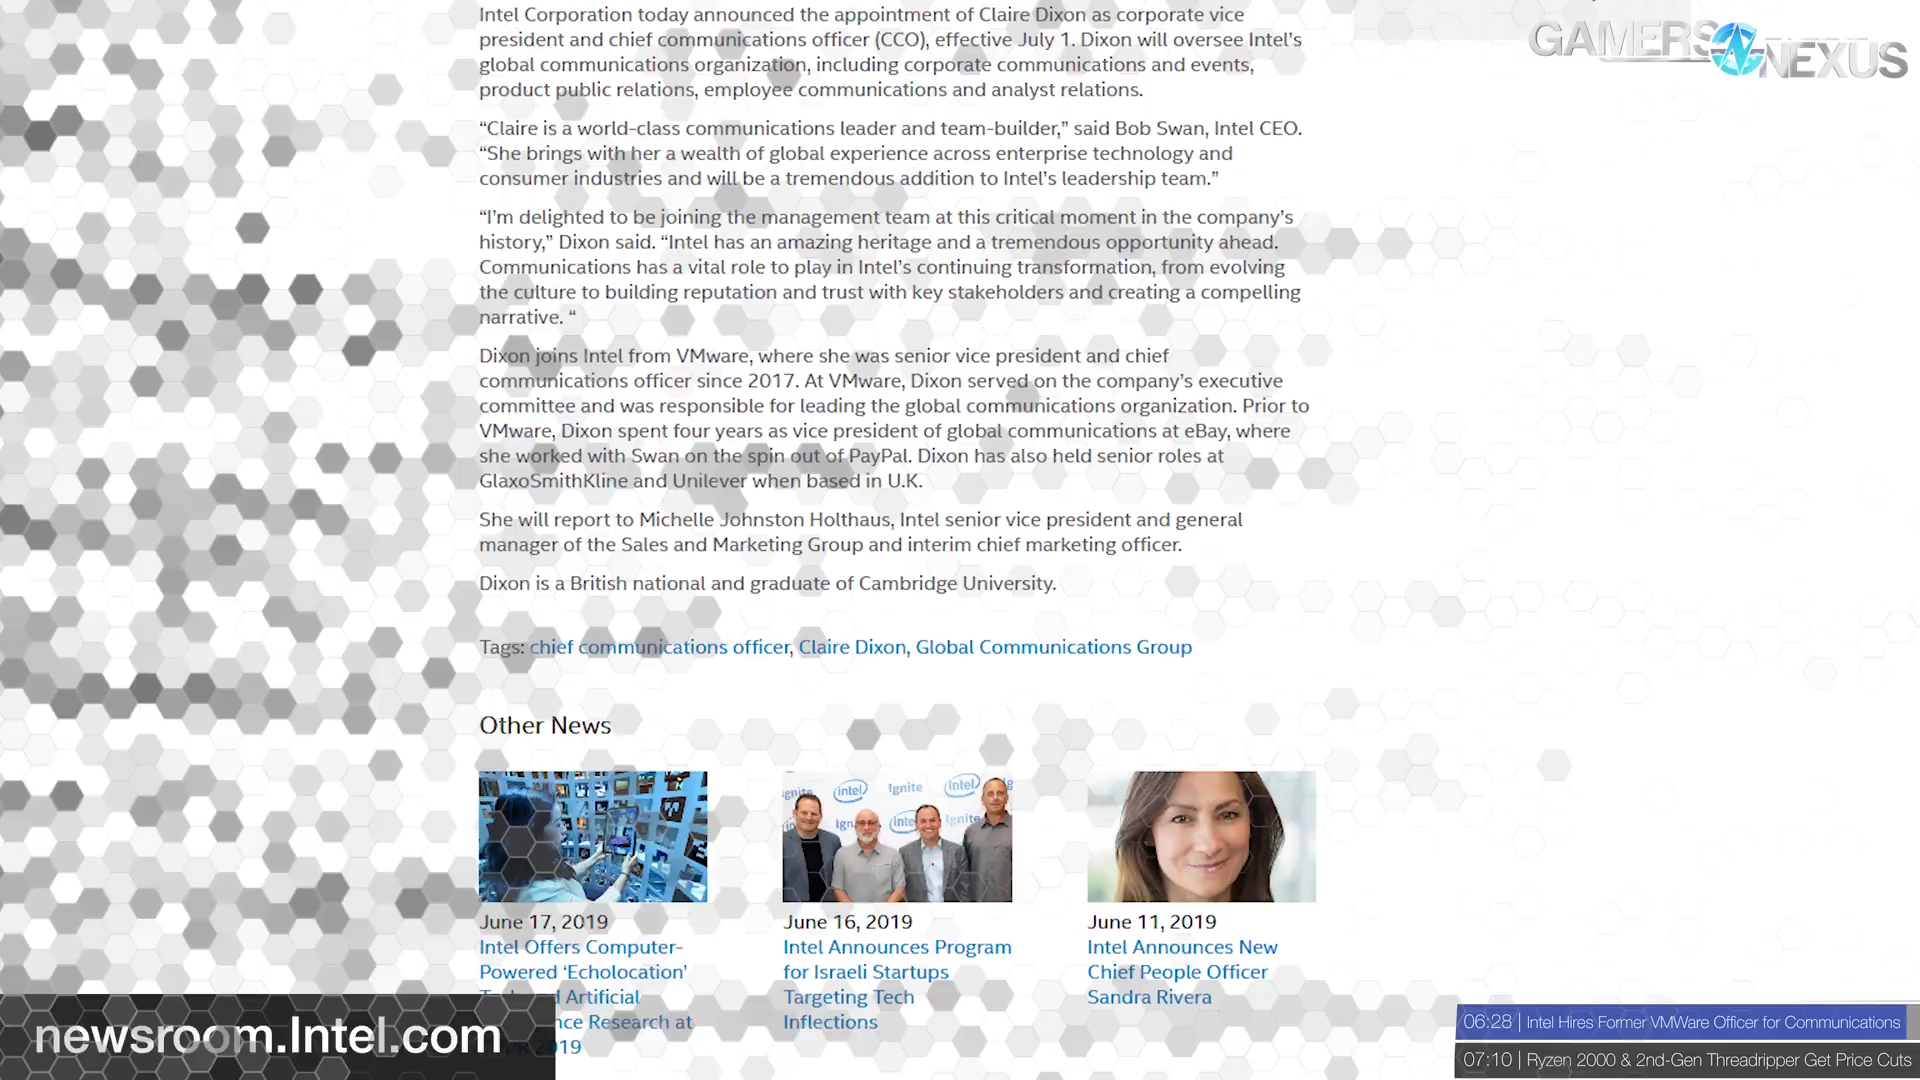 Intel Corporation today announced the appointment of Claire Dixon as corporate vice
president and chief communications officer (CCO), effective July 1. Dixon will oversee Intel’s
global communications organization, including corporate communications and events,
product public relations, employee communications and analyst relations.
“Claire is a world-class communications leader and team-builder,” said Bob Swan, Intel CEO.
“She brings with her a wealth of global experience across enterprise technology and
consumer industries and will be a tremendous addition to Intel’s leadership team.”
“I’m delighted to be joining the management team at this critical moment in the company’s
history,” Dixon said. “Intel has an amazing heritage and a tremendous opportunity ahead.
Communications has a vital role to play in Intel’s continuing transformation, from evolving
the culture to building reputation and trust with key stakeholders and creating a compelling
narrative. “
Dixon joins Intel from VMware, where she was senior vice president and chief
communications officer since 2017. At VMware, Dixon served on the company’s executive
committee and was responsible for leading the global communications organization. Prior to
VMware, Dixon spent four years as vice president of global communications at eBay, where
she worked with Swan on the spin out of PayPal. Dixon has also held senior roles at
GlaxoSmithKline and Unilever when based in U.K.
She will report to Michelle Johnston Holthaus, Intel senior vice president and general
manager of the Sales and Marketing Group and interim chief marketing officer.
Dixon is a British national and graduate of Cambridge University.
Tags: chief communications officer, Claire Dixon, Global Communications Group
Other News
intel Ignite intel
Ignite
June 17, 2019
Intel Offers Computer-
Powered ‘Echolocation’
Artificial
Research at
June 16, 2019
Intel Announces Program
for Israeli Startups
Targeting Tech
Inflections
June 11, 2019
Intel Announces New
Chief People Officer
Sandra Rivera
GAMERS NEXUS
newsroom.Intel.com
06:28 | Intel Hires Former VMWare Officer for Communications
07:10 | Ryzen 2000 & 2nd-Gen Threadripper Get Price Cuts